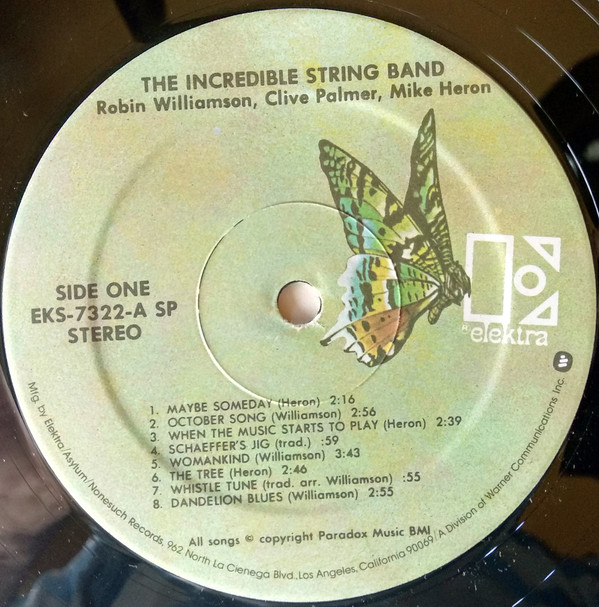 THE INCREDIBLE STRING BAND
Robin Williamson, Clive Palmer, Mike Heron
elektra
SIDE ONE
EKS-7322-A SP
STEREO
1. MAYBE SOMEDAY (Heron) 2:16
2. OCTOBER SONG (Williamson) 2:56
3. WHEN THE MUSIC STARTS TO PLAY (Heron) 2:39
4. SCHAEFFER'S JIG (trad.) :59
5. WOMANKIND (Williamson) 3:43
6. THE TREE (Heron) 2:46
7. WHISTLE TUNE (trad. arr. Williamson) :55
8. DANDELION BLUES (Williamson) 2:55
All songs © copyright Paradox Music BMI
Mfg. by Elektra/Asylum/Nonesuch Records, 962 North La Cienega Blvd., Los Angeles, California 90069/A Division of Warner Communications Inc.